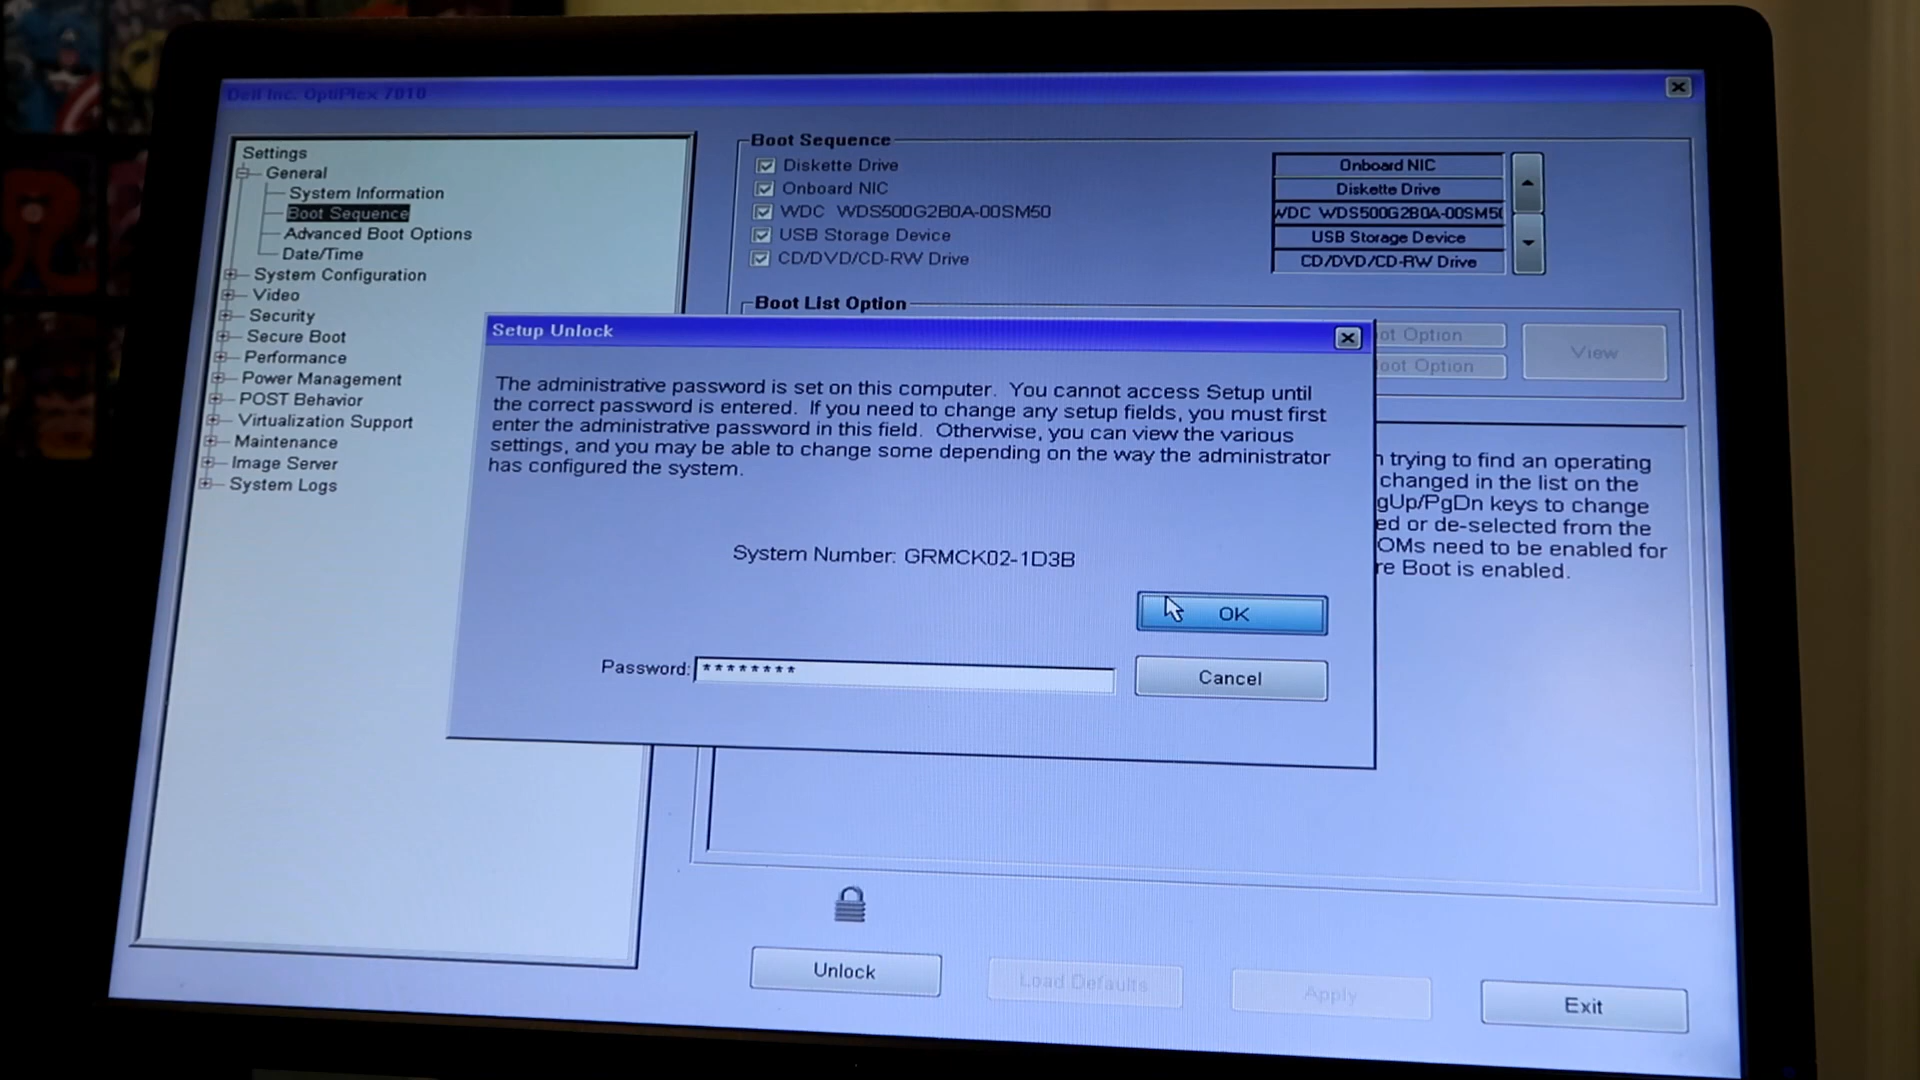 Dell Inc. OptiPlex 7010
Settings
General
System Information
Boot Sequence
Advanced Boot Options
Date/Time
System Configuration
Video
Security
Secure Boot
Performance
Power Management
POST Behavior
Virtualization Support
Maintenance
Image Server
System Logs
Boot Sequence
Diskette Drive
Onboard NIC
WDC WDS500G2B0A-00SM50
USB Storage Device
CD/DVD/CD-RW Drive
Onboard NIC
Diskette Drive
WDC WDS500G2B0A-00SM50
USB Storage Device
CD/DVD/CD-RW Drive
Boot List Option
ot Option
oot Option
View
Setup Unlock
The administrative password is set on this computer. You cannot access Setup until
the correct password is entered. If you need to change any setup fields, you must first
enter the administrative password in this field. Otherwise, you can view the various
settings, and you may be able to change some depending on the way the administrator
has configured the system.
System Number: GRMCK02-1D3B
OK
Password: ********
Cancel
n trying to find an operating
changed in the list on the
gUp/PgDn keys to change
ed or de-selected from the
OMs need to be enabled for
re Boot is enabled.
Unlock
Load Defaults
Apply
Exit